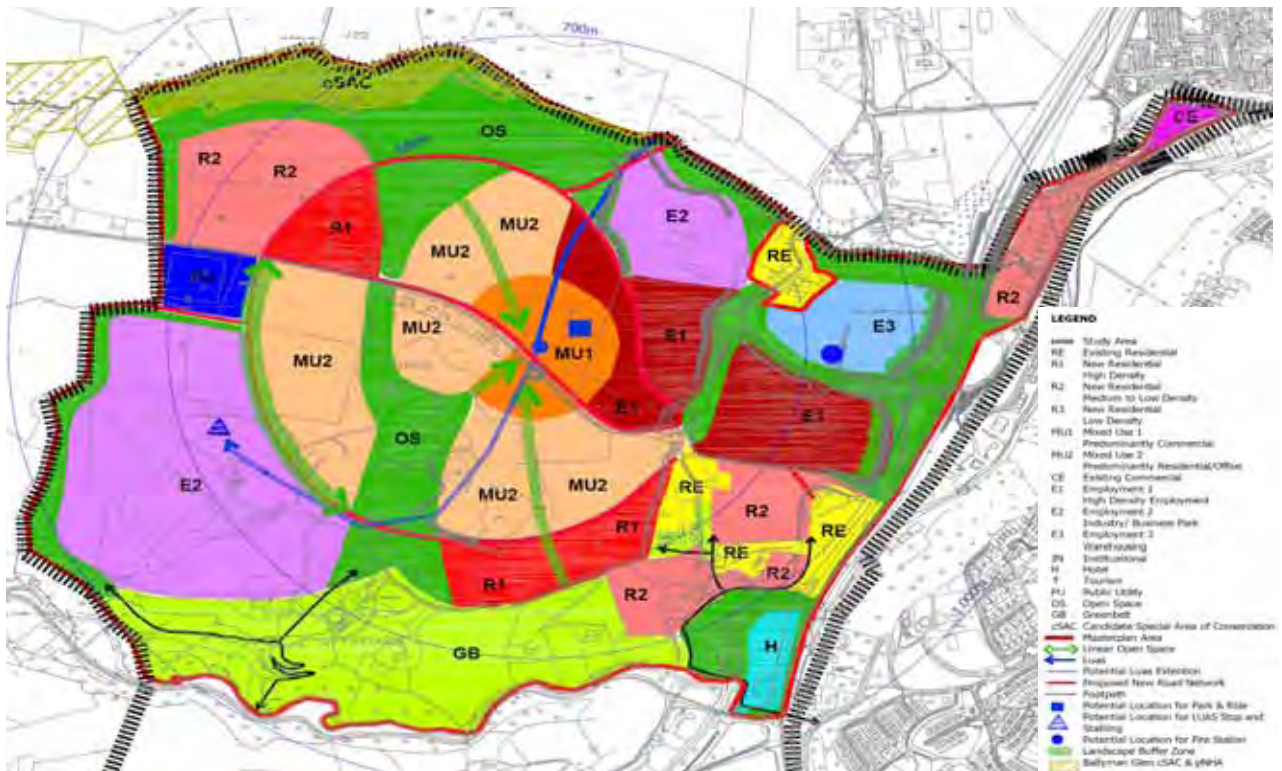 700m
cSAC
OS
CE
R2
R2
E2
R1
MU2
MU2
RE
R2
MU2
E3
MU2
MU1
E1
E1
E1
OS
E2
MU2
MU2
RE
R2
RE
R1
RE
R2
R1
R2
GB
H
1000m
LEGEND
Study Area
RE Existing Residential
R1 New Residential
High Density
R2 New Residential
Medium to Low Density
R3 New Residential
Low Density
MU1 Mixed Use 1
Predominantly Commercial
MU2 Mixed Use 2
Predominantly Residential/Office
CE Existing Commercial
E1 Employment 1
High Density Employment
E2 Employment 2
Industry/ Business Park
E3 Employment 3
Warehousing
IN Institutional
H Hotel
T Tourism
PU Public Utility
OS Open Space
GB Greenbelt
cSAC Candidate Special Area of Conservation
Masterplan Area
Linear Open Space
Luas
Potential Luas Extention
Proposed New Road Network
Footpath
Potential Location for Park & Ride
Potential Location for LUAS Stop and
Stabling
Potential Location for Fire Station
Landscape Buffer Zone
Ballyman Glen cSAC & pNHA